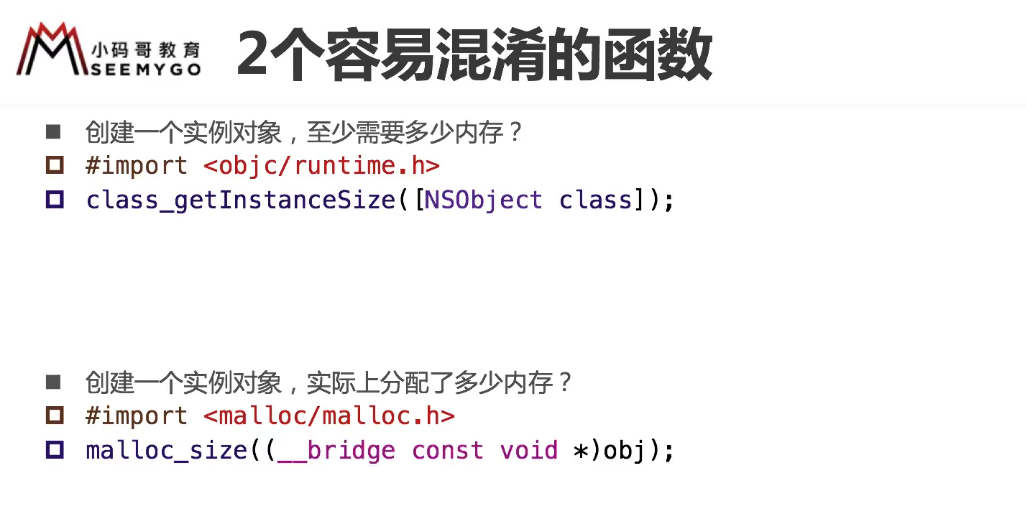 小码哥教育
SEEMYGO
2个容易混淆的函数
创建一个实例对象，至少需要多少内存？
#import <objc/runtime.h>
class_getInstanceSize([NSObject class]);
创建一个实例对象，实际上分配了多少内存？
#import <malloc/malloc.h>
malloc_size((__bridge const void *)obj);